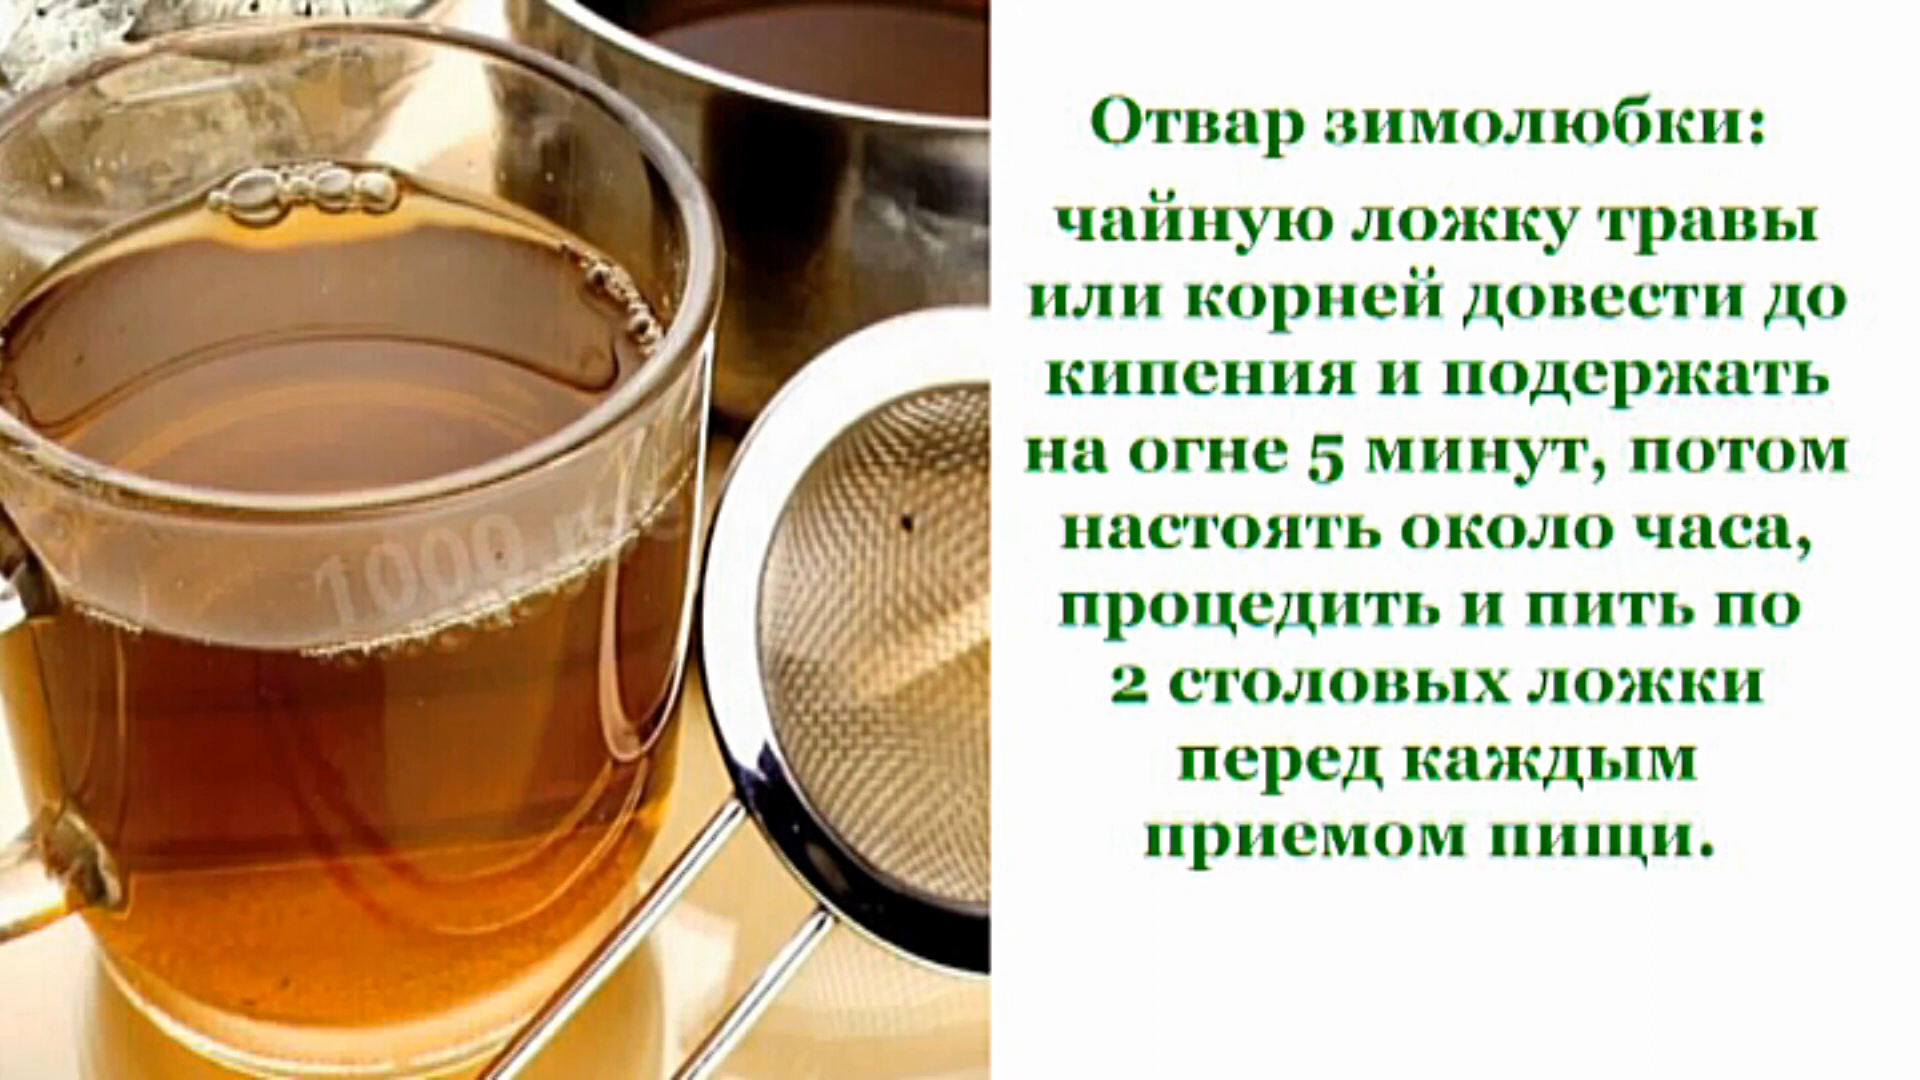 Отвар зимолюбки:
чайную ложку травы
или корней довести до
кипения и подержать
на огне 5 минут, потом
настоять около часа,
процедить и пить по
2 столовых ложки
перед каждым
приемом пищи.
1000